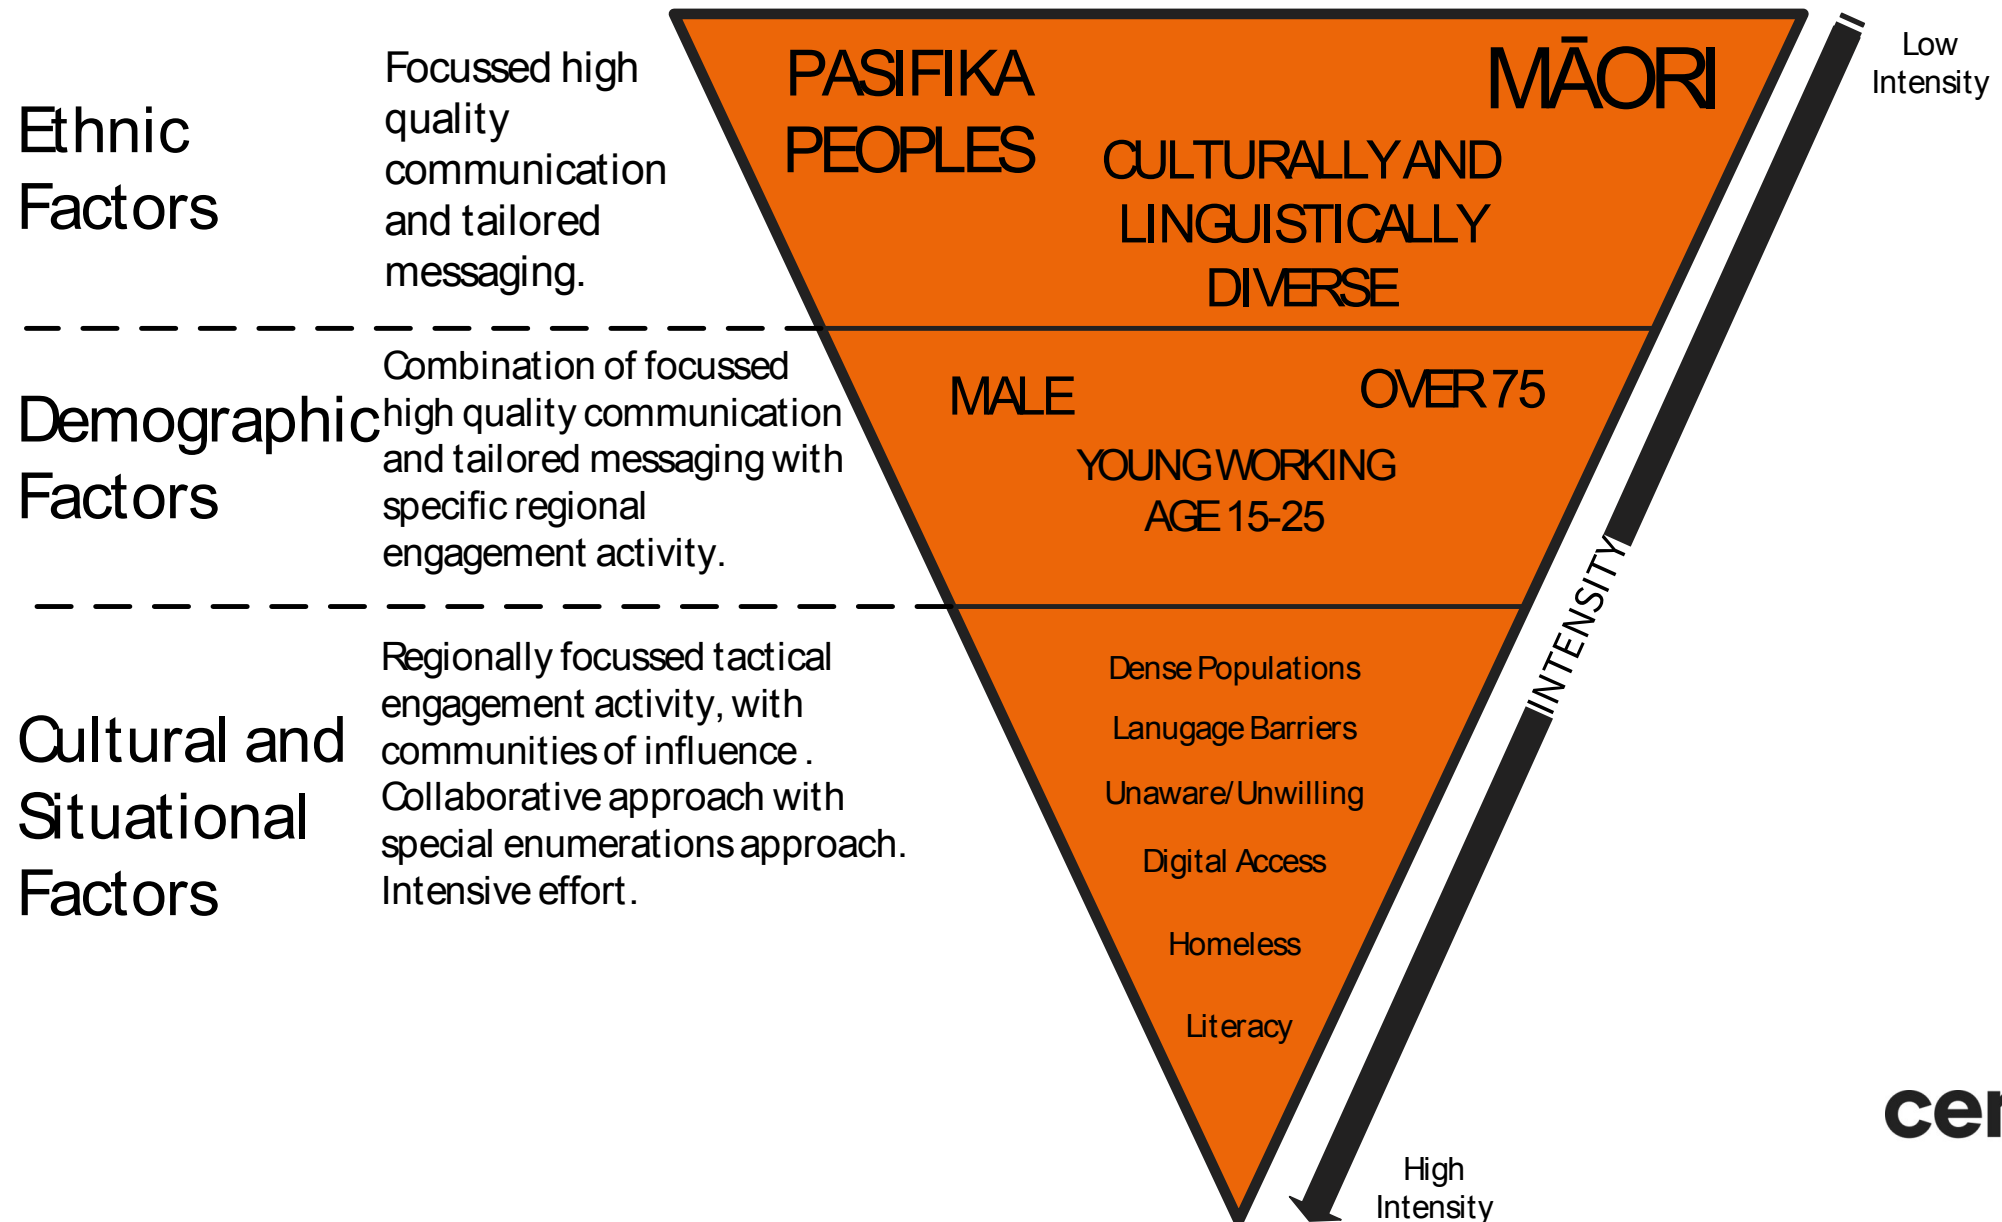 Ethnic
Factors
Focussed high
quality
communication
and tailored
messaging.
PASIFIKA
PEOPLES
MĀORI
CULTURALLY AND
LINGUISTICALLY
DIVERSE
Low
Intensity
Demographic
Factors
Combination of focussed
high quality communication
and tailored messaging with
specific regional
engagement activity.
MALE
OVER 75
YOUNG WORKING
AGE 15-25
INTENSITY
Cultural and
Situational
Factors
Regionally focussed tactical
engagement activity, with
communities of influence .
Collaborative approach with
special enumerations approach.
Intensive effort.
Dense Populations
Lanugage Barriers
Unaware/Unwilling
Digital Access
Homeless
Literacy
High
Intensity